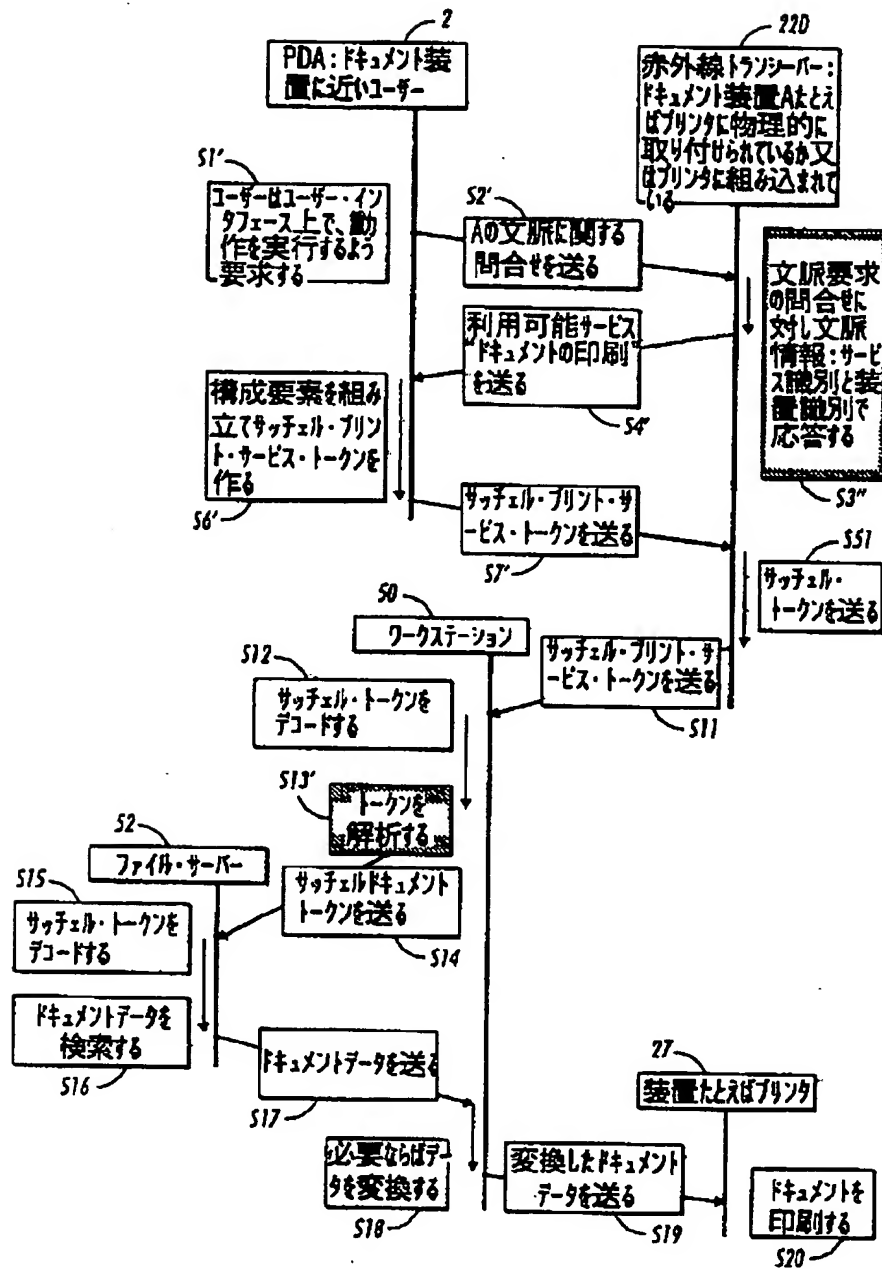 2
PDA:ドキュメント装
置に近いユーザー
22D
赤外線トランシーバー:
ドキュメント装置Aたとえ
ばプリンタに物理的に
取り付けられているか又
はプリンタに組み込まれて
いる
S1'
ユーザーはユーザー・イン
タフェース上で、動
作を実行するよう
要求する
S2'
Aの文脈に関する
問合せを送る
文脈要求
の問合せに
対し文脈
情報:サービ
ス識別と装
置識別で
応答する
S3"
利用可能サービス
"ドキュメントの印刷"
を送る
S4'
構成要素を組み
立てサッチェル・プリン
ト・サービス・トークンを
作る
S6'
サッチェル・プリント・サ
ービス・トークンを送る
S7'
S51
サッチェル・
トークンを送る
50
ワークステーション
サッチェル・プリント・サ
ービス・トークンを送る
S11
S12
サッチェル・トークンを
デコードする
S13'
トークンを
解析する
52
ファイル・サーバー
サッチェルドキュメント
トークンを送る
S14
S15
サッチェル・トークンを
デコードする
ドキュメントデータを
検索する
S16
ドキュメントデータを送る
S17
27
装置たとえばプリンタ
必要ならばデー
タを変換する
S18
変換したドキュメント
データを送る
S19
ドキュメントを
印刷する
S20